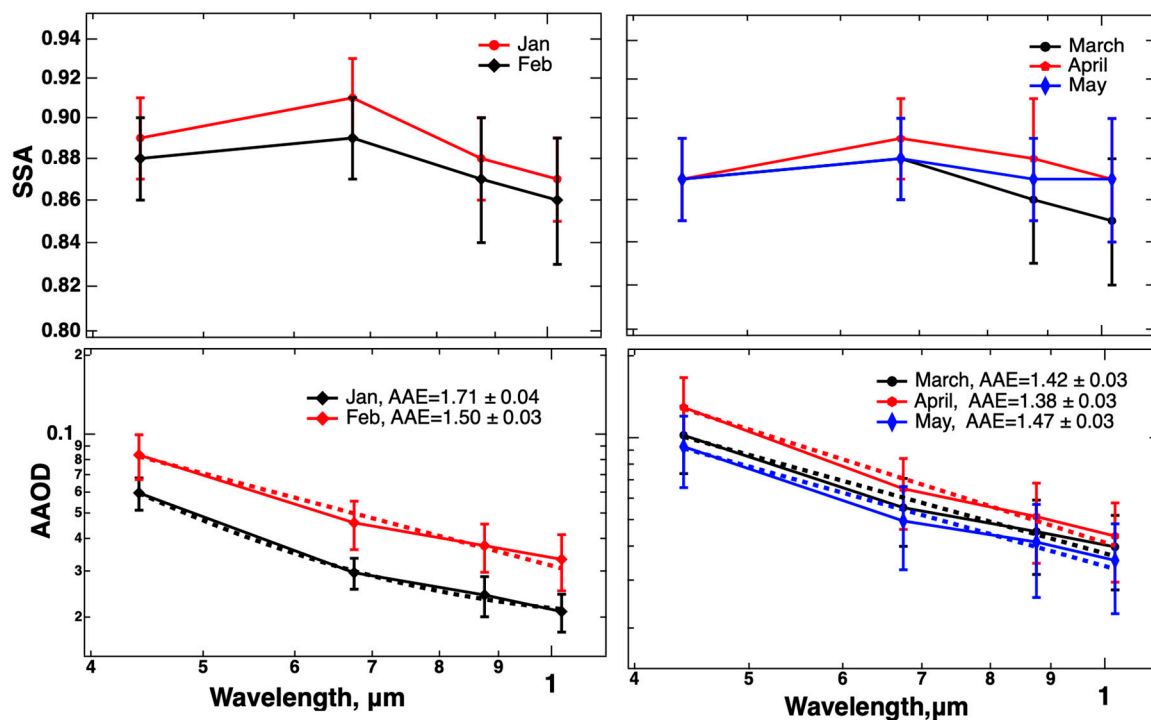 0.94
0.92
0.90
0.88
0.86
0.84
0.82
0.80
SSA
Jan
Feb
March
April
May
2
0.1
9
8
7
6
5
4
3
2
AAOD
Jan, AAE=1.71 ± 0.04
Feb, AAE=1.50 ± 0.03
March, AAE=1.42 ± 0.03
April, AAE=1.38 ± 0.03
May, AAE=1.47 ± 0.03
4 5 6 7 8 9 1
Wavelength, µm
4 5 6 7 8 9 1
Wavelength,µm